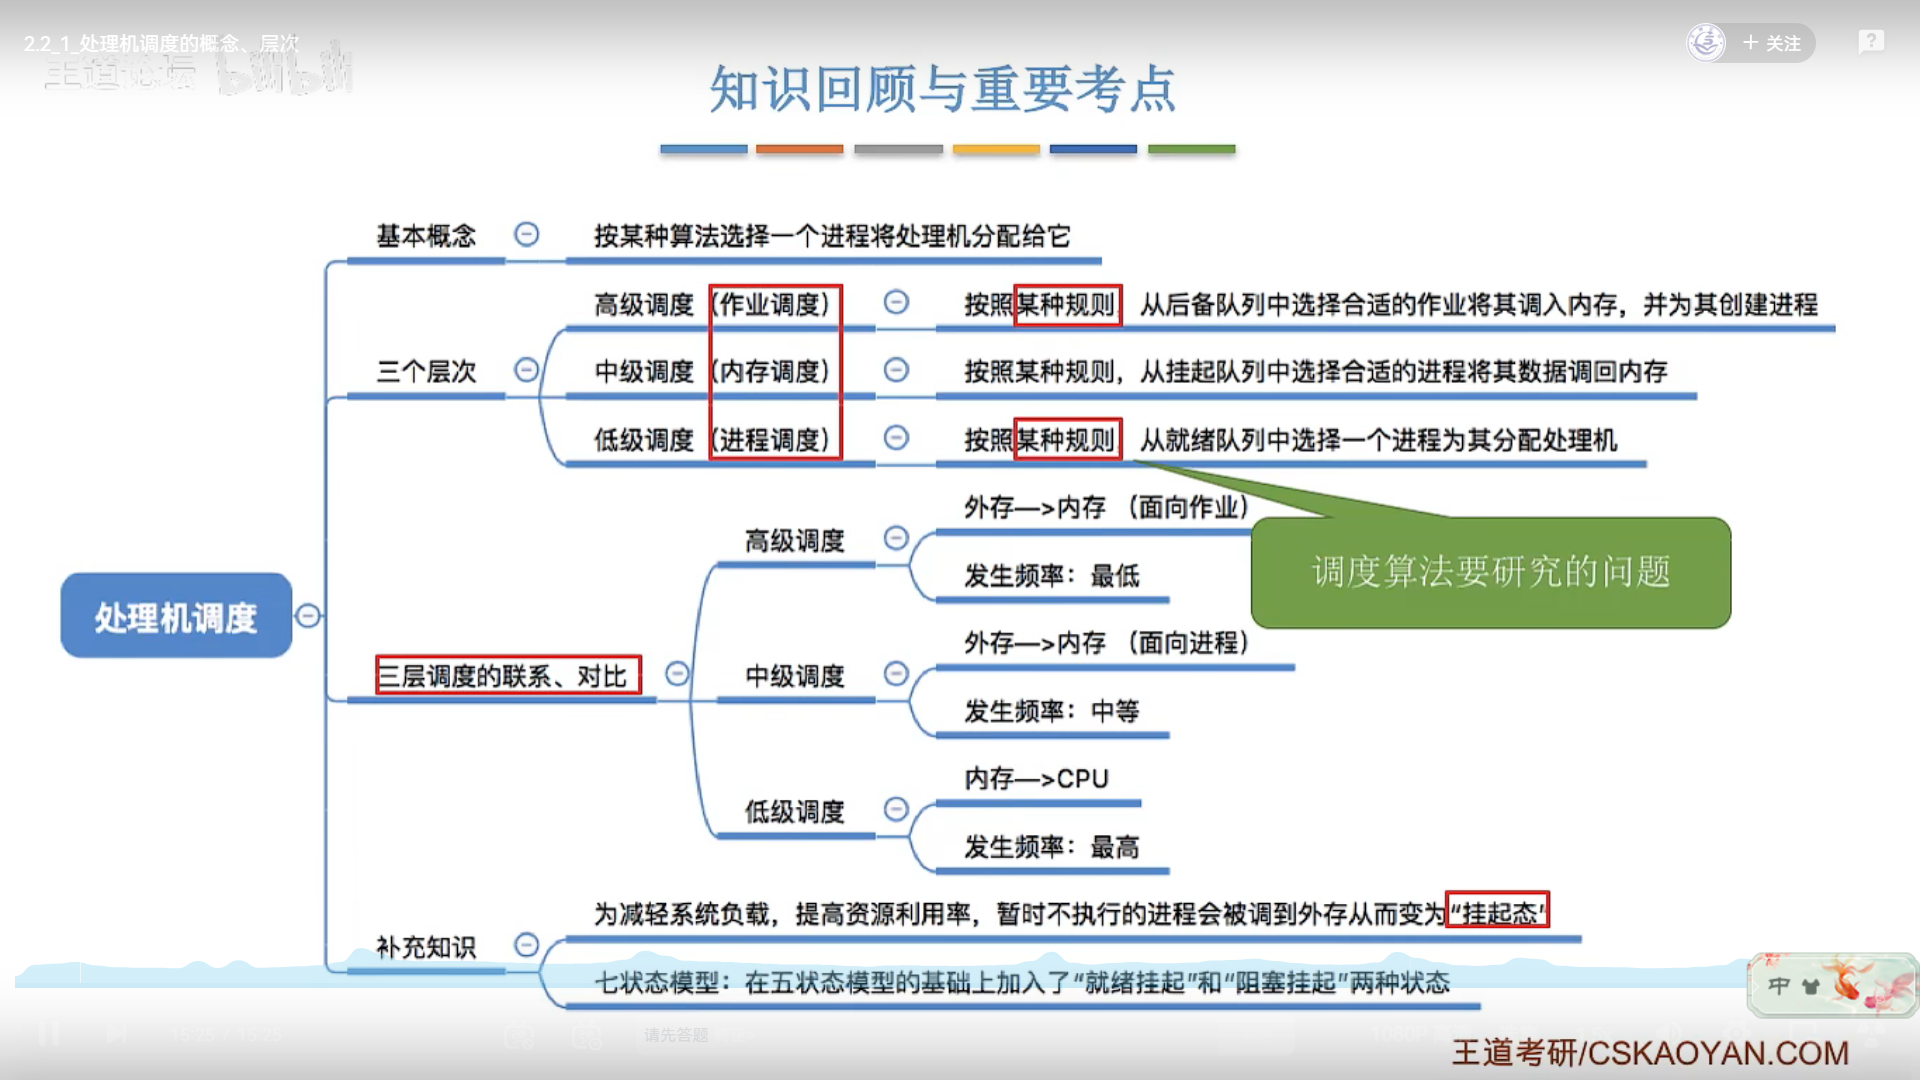 2.2_1_处理机调度的概念、层次
王道论坛 bilibili
+ 关注
知识回顾与重要考点
基本概念
按某种算法选择一个进程将处理机分配给它
高级调度（作业调度）
按照某种规则，从后备队列中选择合适的作业将其调入内存，并为其创建进程
三个层次
中级调度（内存调度）
按照某种规则，从挂起队列中选择合适的进程将其数据调回内存
低级调度（进程调度）
按照某种规则，从就绪队列中选择一个进程为其分配处理机
调度算法要研究的问题
处理机调度
三层调度的联系、对比
高级调度
外存—>内存 （面向作业）
发生频率：最低
中级调度
外存—>内存 （面向进程）
发生频率：中等
低级调度
内存—>CPU
发生频率：最高
补充知识
为减轻系统负载，提高资源利用率，暂时不执行的进程会被调到外存从而变为“挂起态”
七状态模型：在五状态模型的基础上加入了“就绪挂起”和“阻塞挂起”两种状态
中
请先答题
王道考研/CSKAOYAN.COM